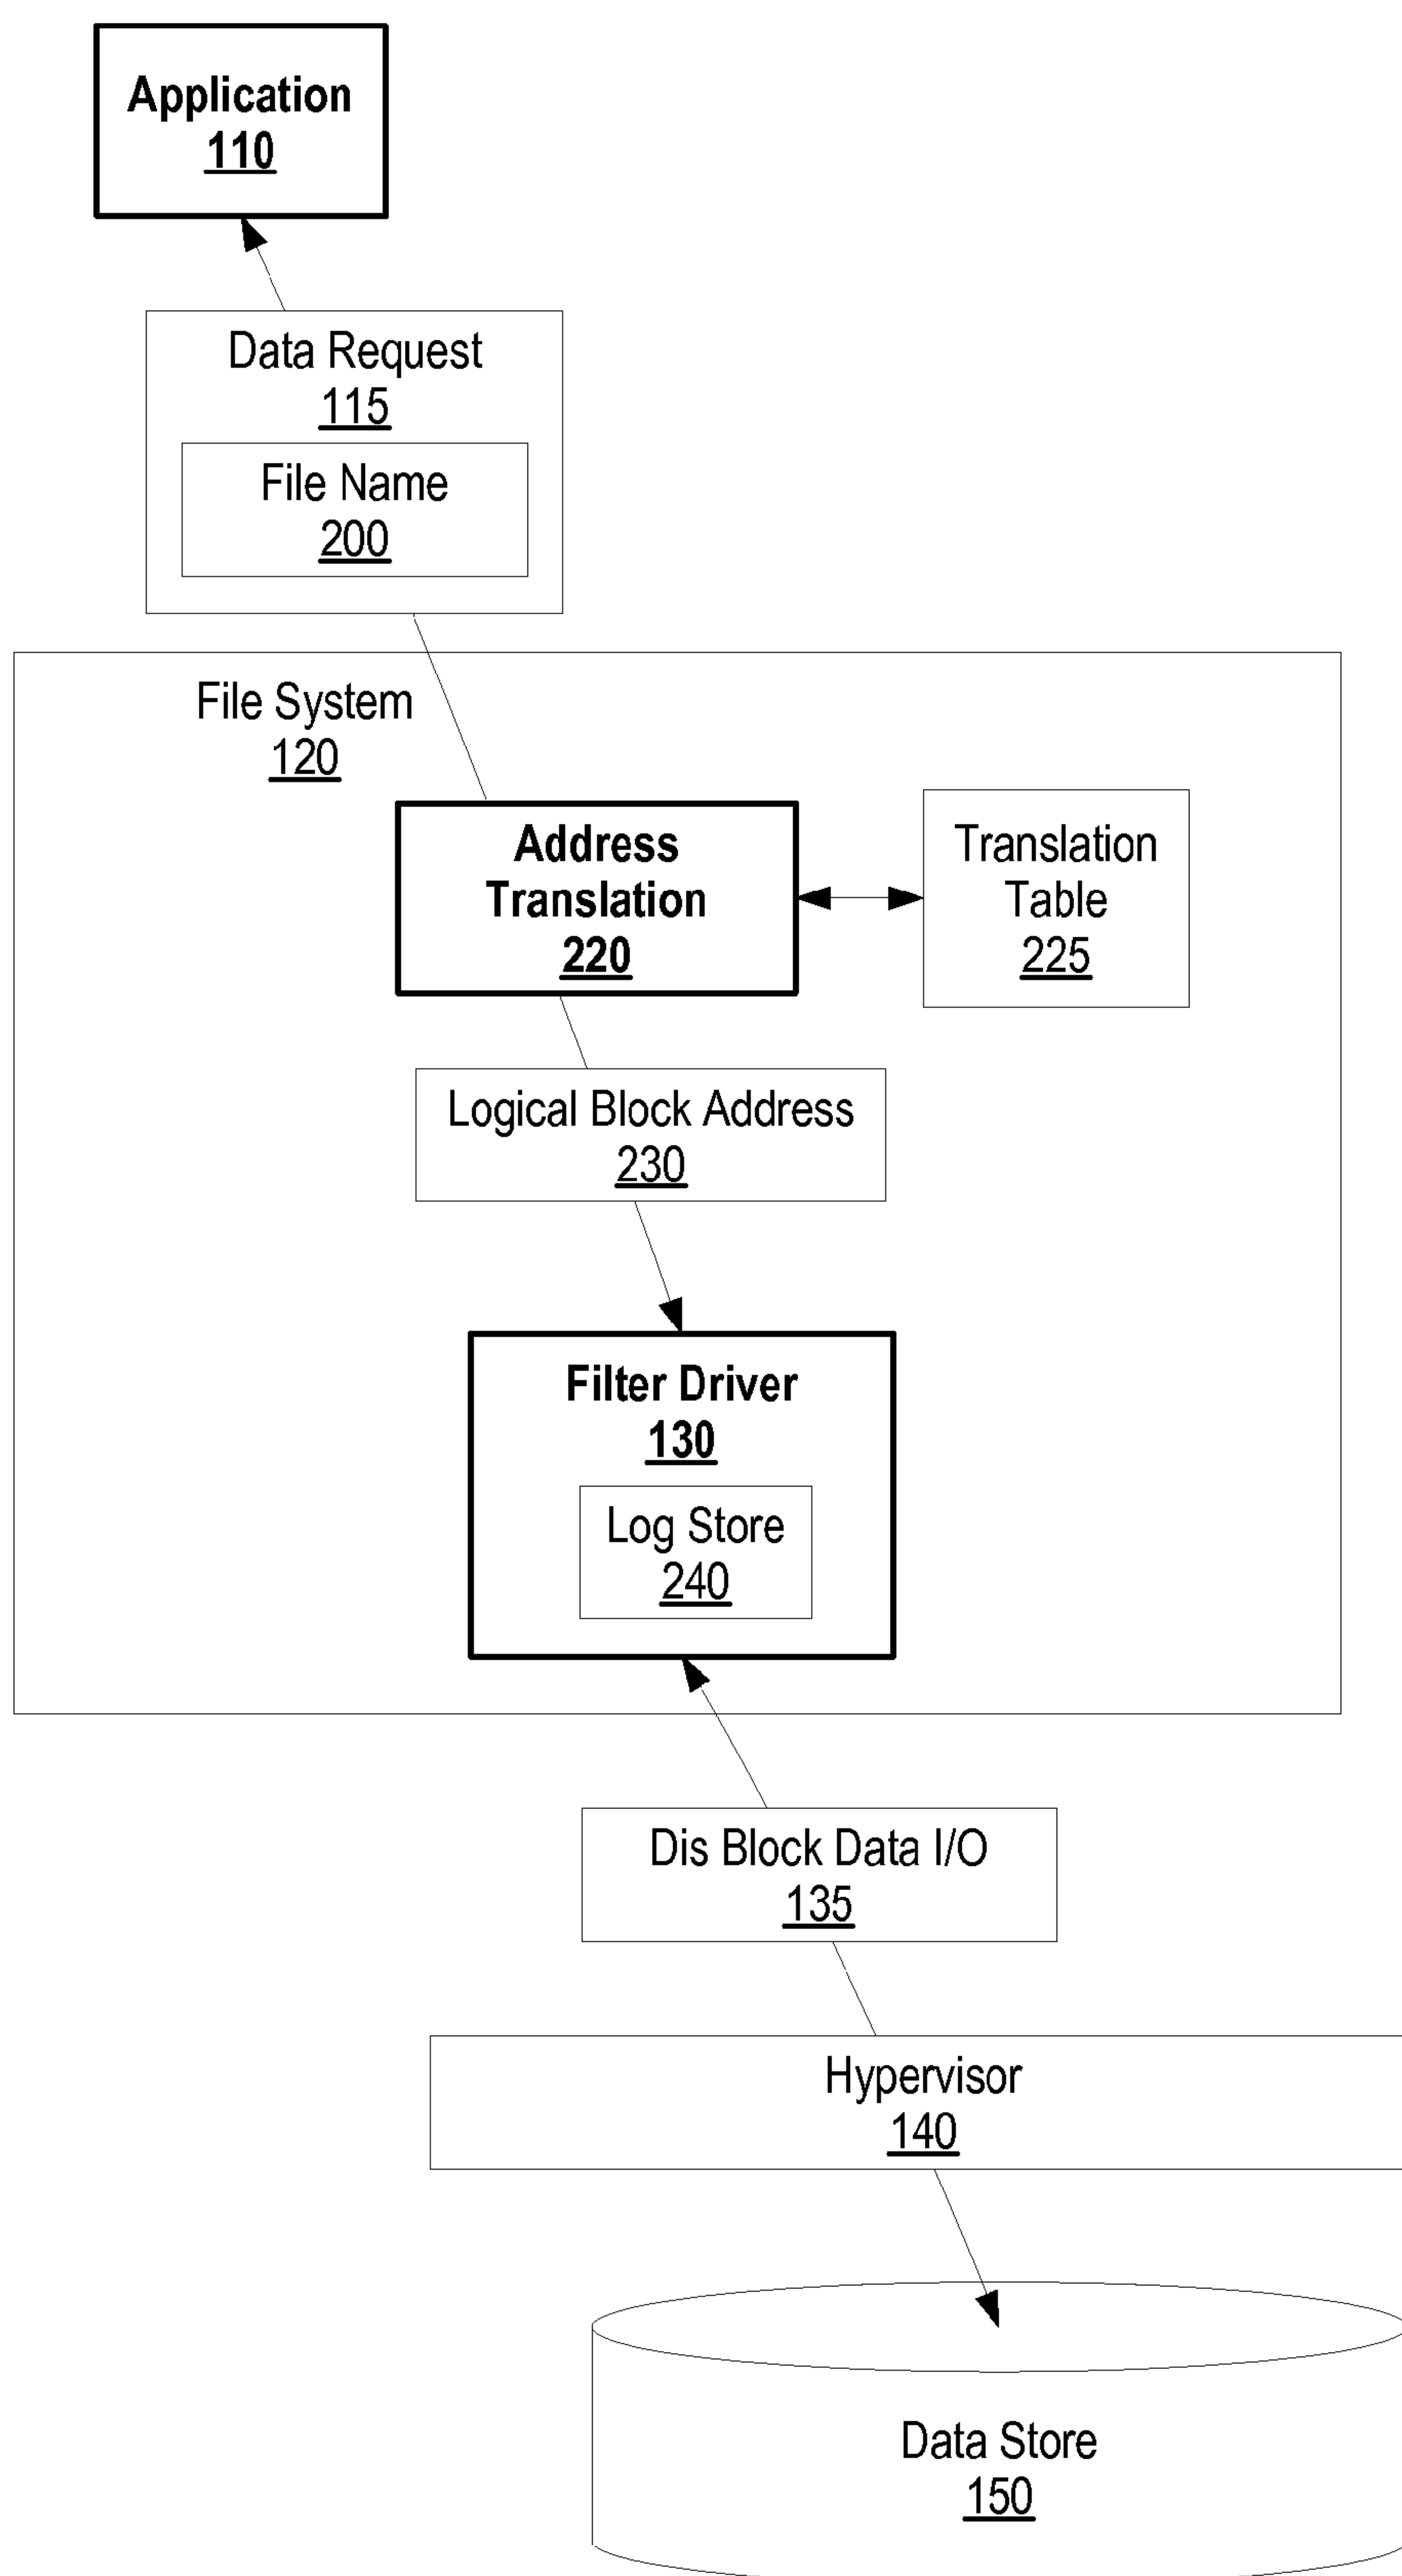 Application
110
Data Request
115
File Name
200
File System
120
Address
Translation
220
Translation
Table
225
Logical Block Address
230
Filter Driver
130
Log Store
240
Dis Block Data I/O
135
Hypervisor
140
Data Store
150